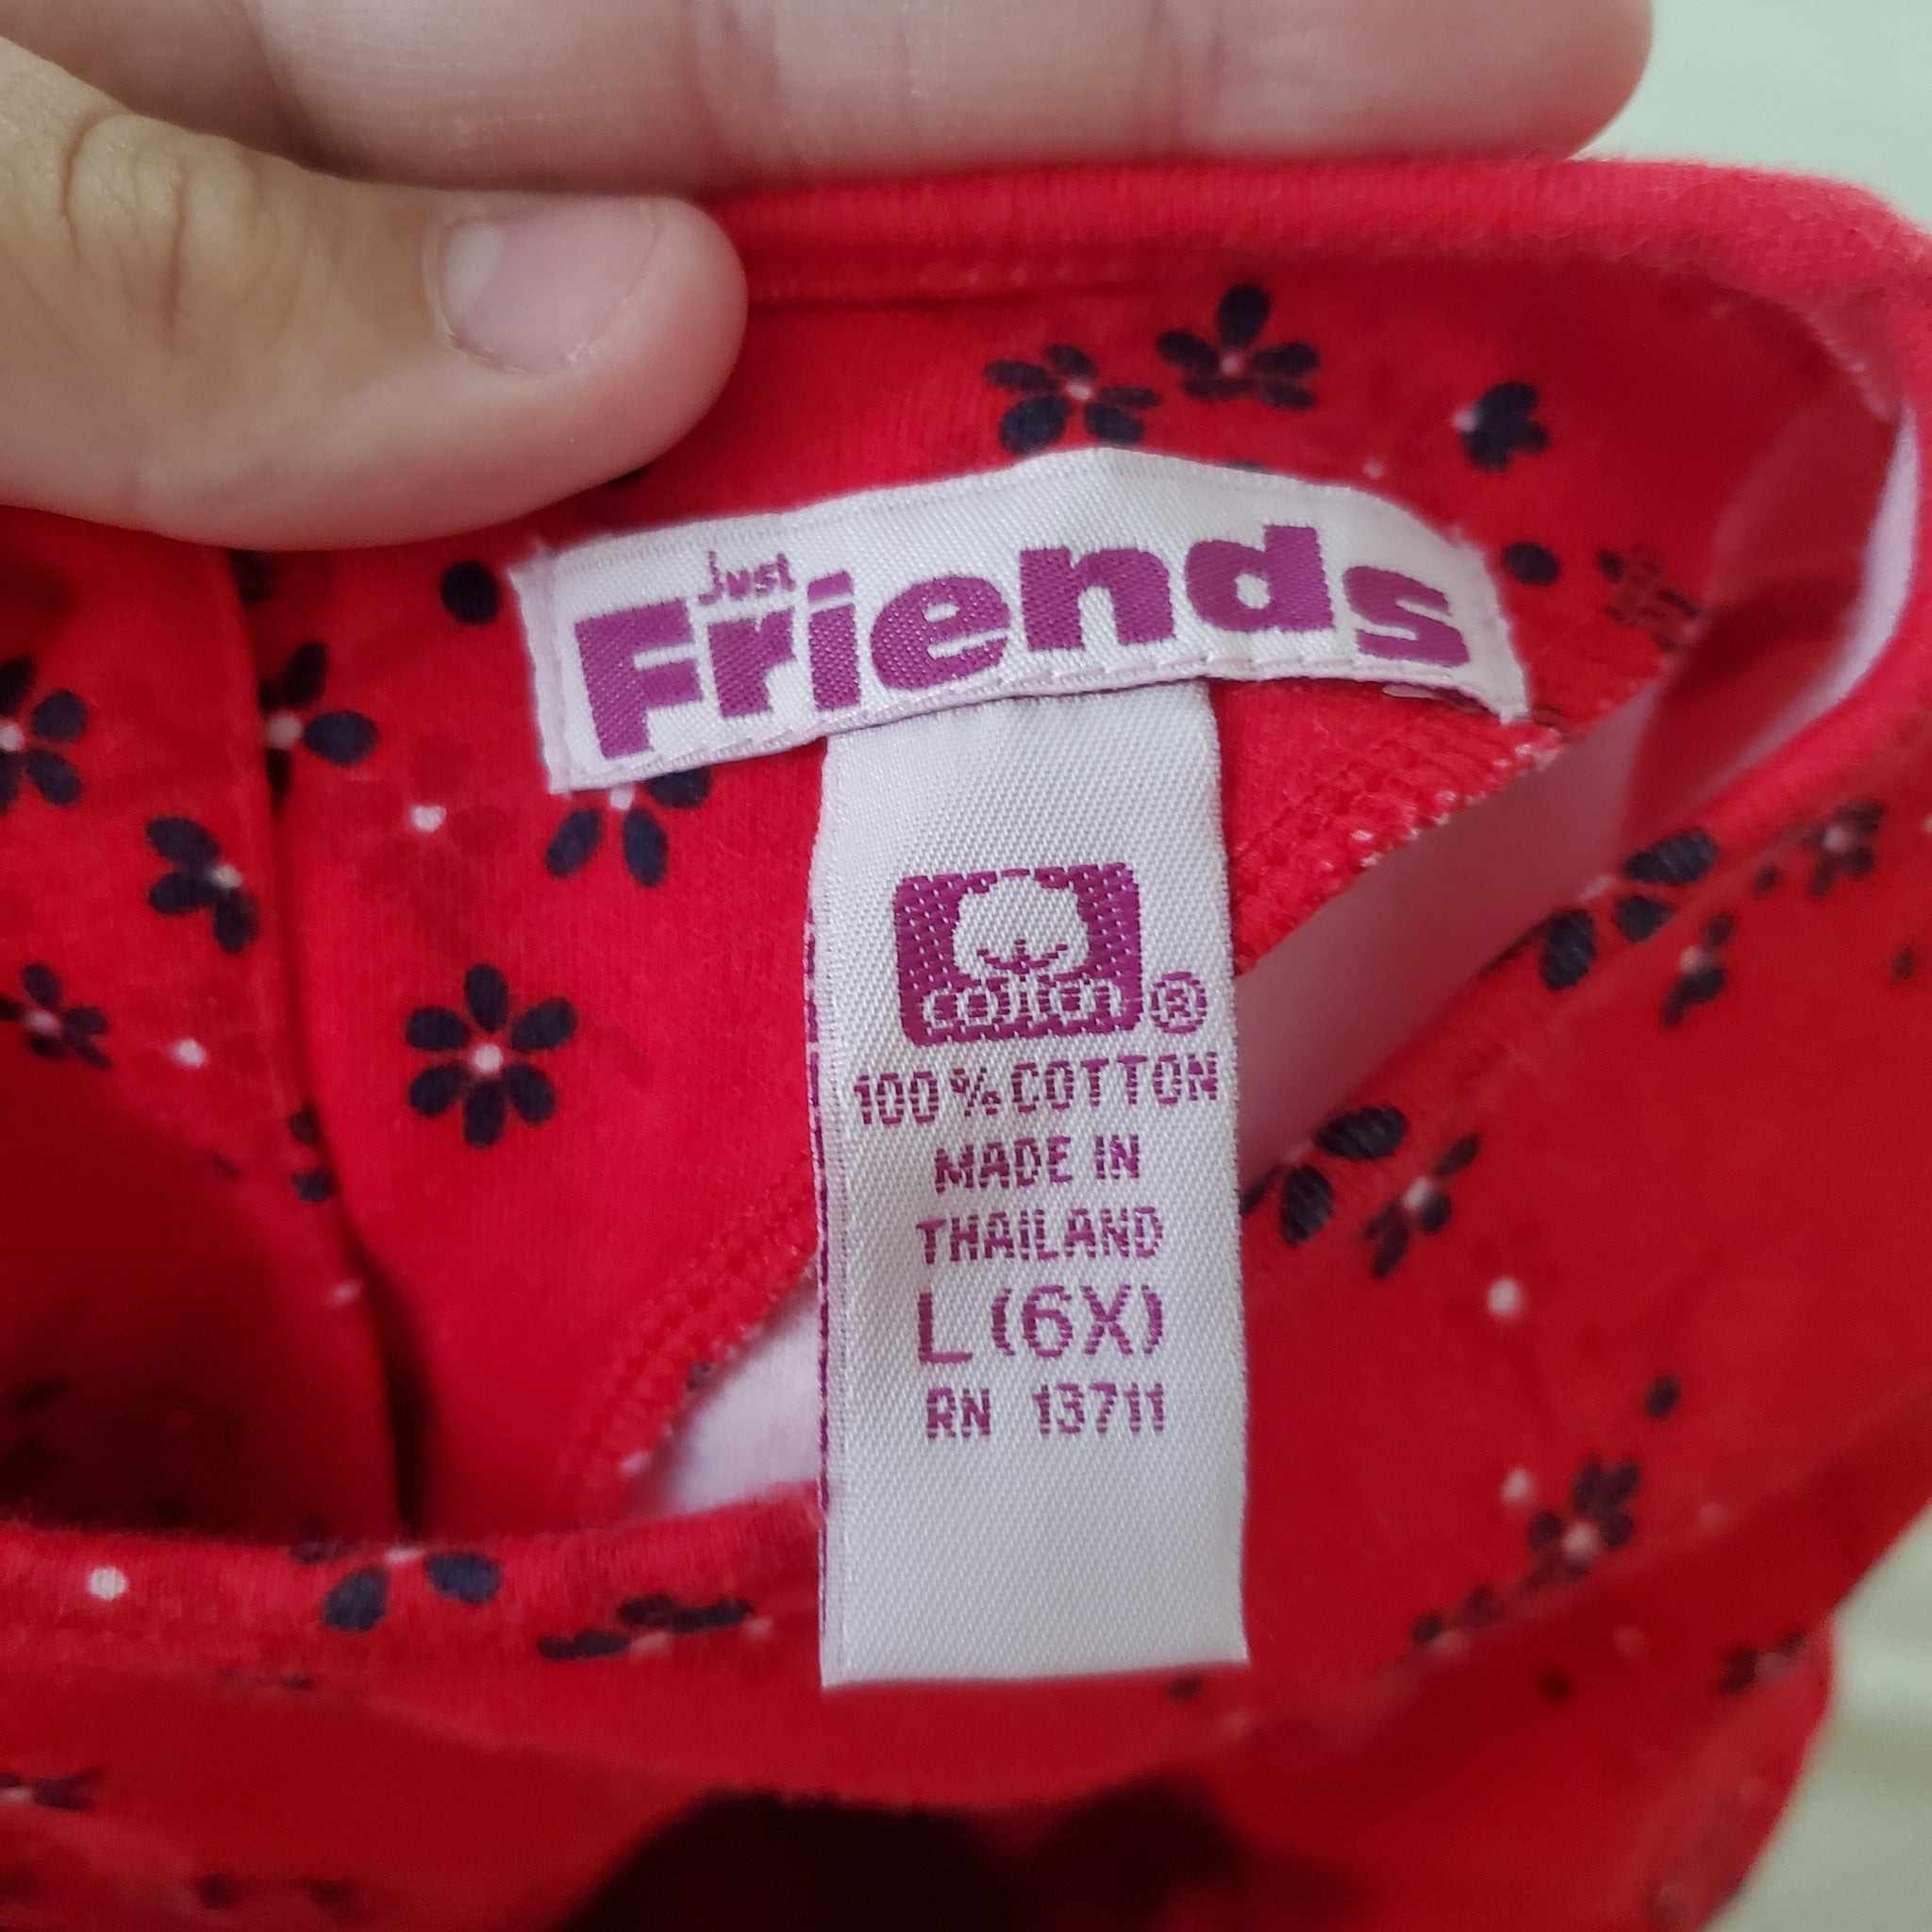 just
Friends
cotton ®
100% COTTON
MADE IN
THAILAND
L (6X)
RN 13711